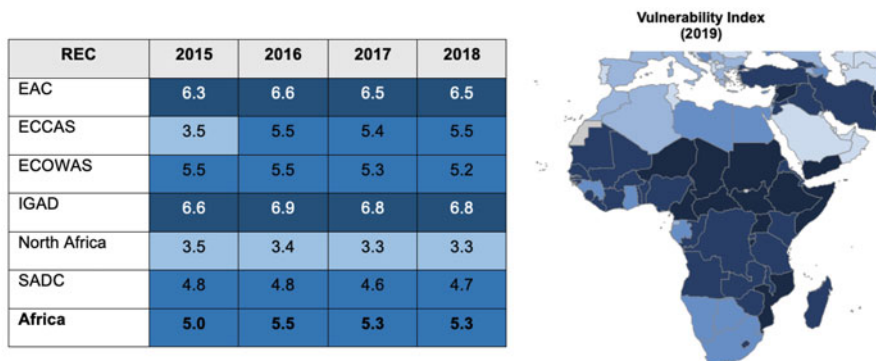 REC 2015 2016 2017 2018
EAC 6.3 6.6 6.5 6.5
ECCAS 3.5 5.5 5.4 5.5
ECOWAS 5.5 5.5 5.3 5.2
IGAD 6.6 6.9 6.8 6.8
North Africa 3.5 3.4 3.3 3.3
SADC 4.8 4.8 4.6 4.7
Africa 5.0 5.5 5.3 5.3
Vulnerability Index
(2019)